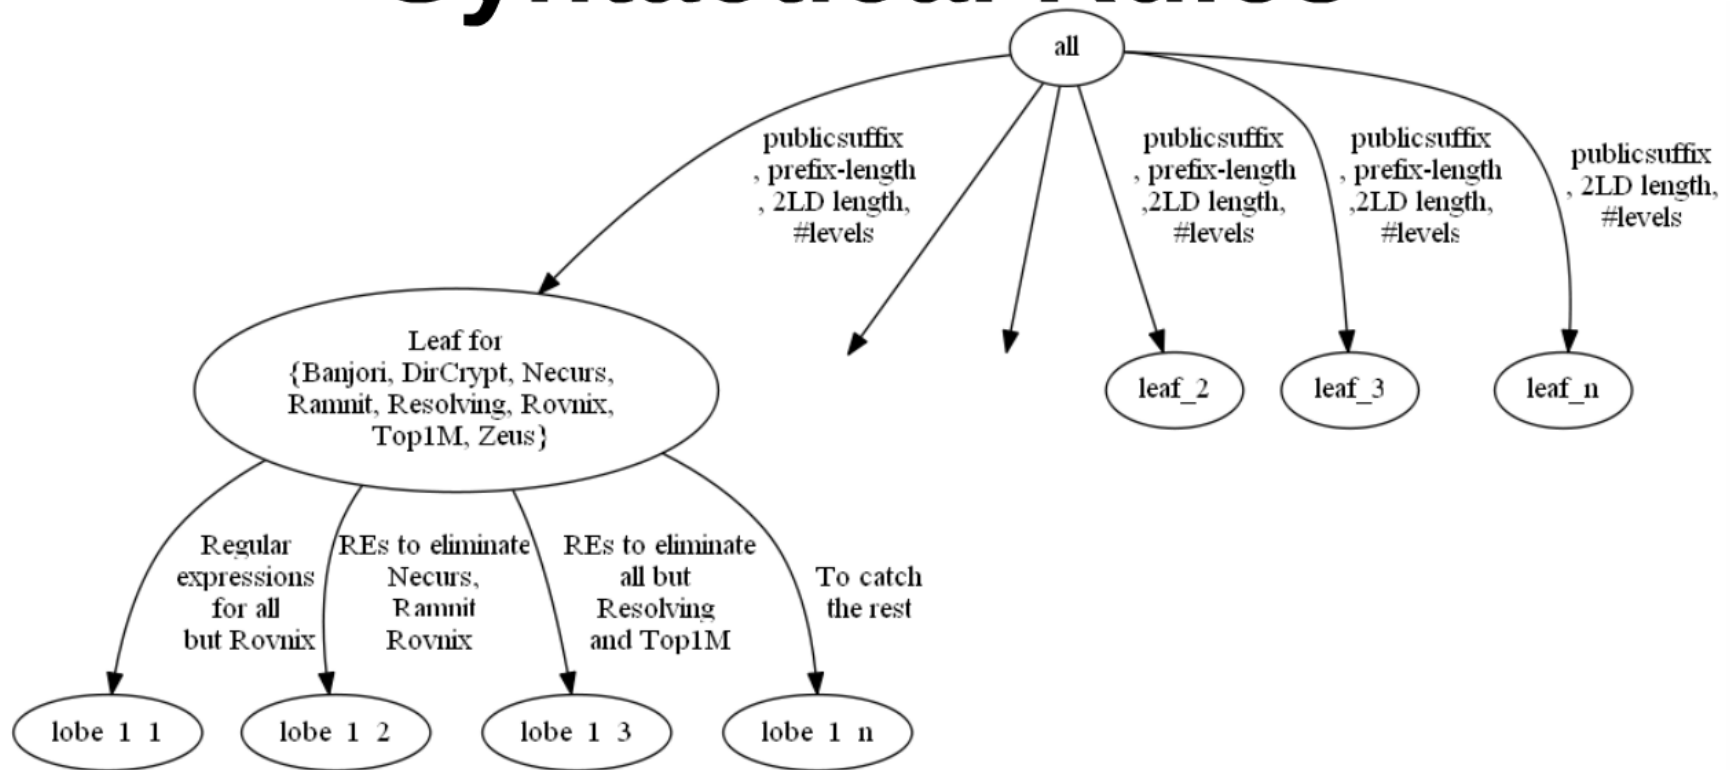 Syntactical Rules
all
publicsuffix
, prefix-length
, 2LD length,
#levels
publicsuffix
, prefix-length
,2LD length,
#levels
publicsuffix
, prefix-length
,2LD length,
#levels
publicsuffix
, 2LD length,
#levels
Leaf for
{Banjori, DirCrypt, Necurs,
Ramnit, Resolving, Rovnix,
Top1M, Zeus}
leaf_2
leaf_3
leaf_n
Regular
expressions
for all
but Rovnix
REs to eliminate
Necurs,
Ramnit
Rovnix
REs to eliminate
all but
Resolving
and Top1M
To catch
the rest
lobe 1 1
lobe 1 2
lobe 1 3
lobe 1 n